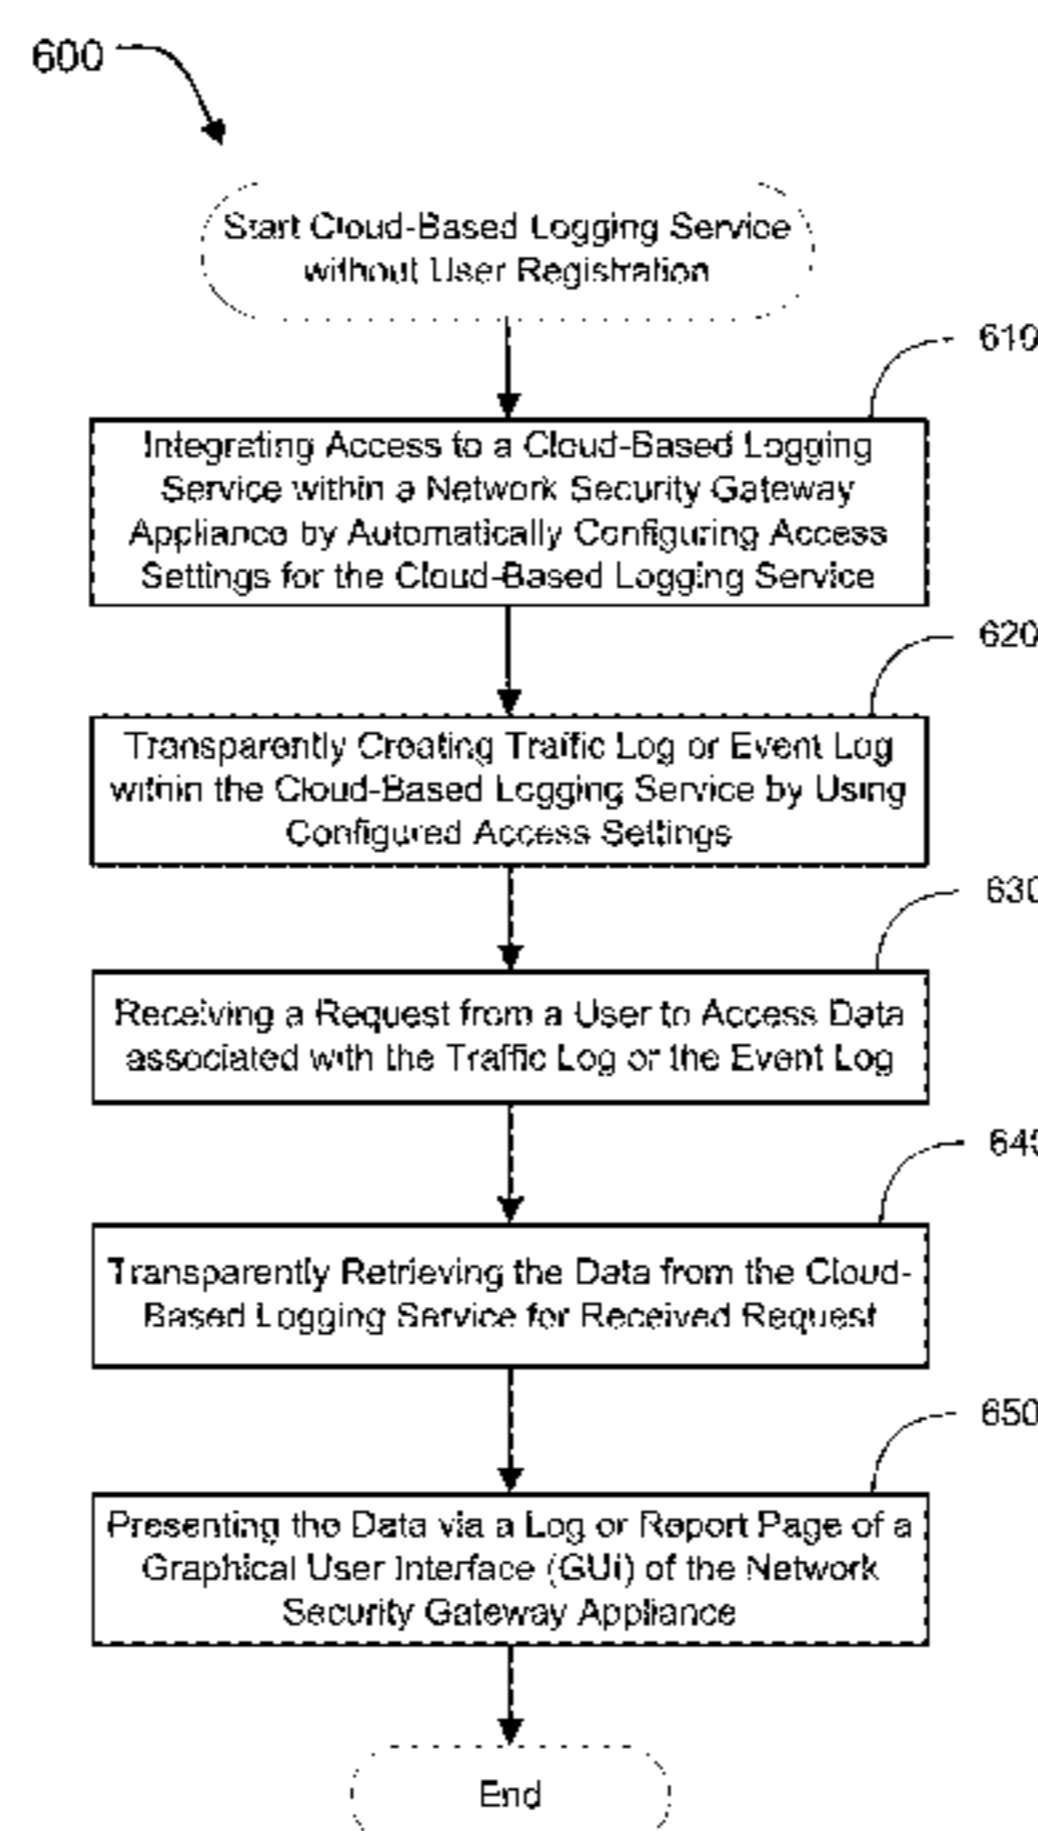 600
Start Cloud-Based Logging Service
without User Registration
610
Integrating Access to a Cloud-Based Logging
Service within a Network Security Gateway
Appliance by Automatically Configuring Access
Settings for the Cloud-Based Logging Service
620
Transparently Creating Traffic Log or Event Log
within the Cloud-Based Logging Service by Using
Configured Access Settings
630
Receiving a Request from a User to Access Data
associated with the Traffic Log or the Event Log
640
Transparently Retrieving the Data from the Cloud-
Based Logging Service for Received Request
650
Presenting the Data via a Log or Report Page of a
Graphical User Interface (GUI) of the Network
Security Gateway Appliance
End